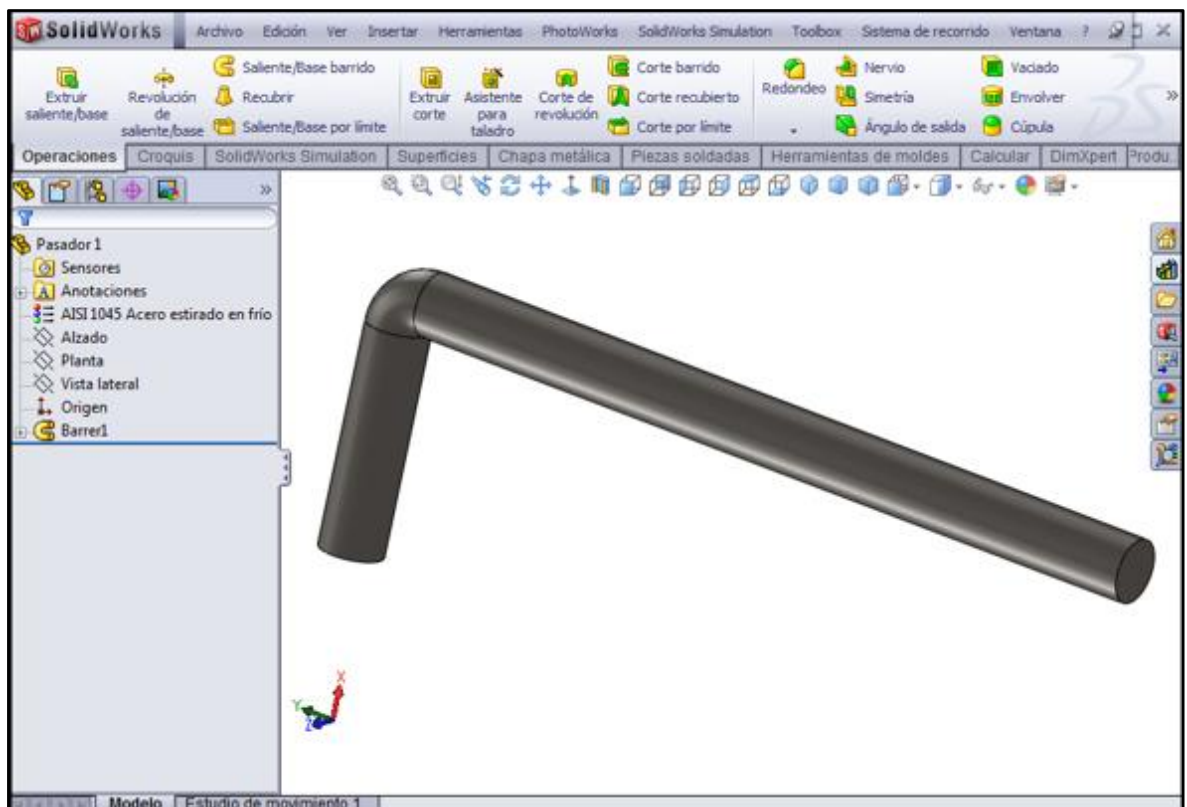 SolidWorks Archivo Edición Ver Insertar Herramientas PhotoWorks SolidWorks Simulation Toolbox Sistema de recorrido Ventana ?
Extruir saliente/base
Revolución de saliente/base
Saliente/Base barrido
Recubrir
Saliente/Base por límite
Extruir corte
Asistente para taladro
Corte de revolución
Corte barrido
Corte recubierto
Corte por límite
Redondeo
Nervio
Simetría
Ángulo de salida
Vaciado
Envolver
Cúpula
Operaciones Croquis SolidWorks Simulation Superficies Chapa metálica Piezas soldadas Herramientas de moldes Calcular DimXpert Produ.
Pasador 1
Sensores
A Anotaciones
AISI 1045 Acero estirado en frío
Alzado
Planta
Vista lateral
Origen
Barrer1
X
Y
Z
Modelo Estudio de movimiento 1